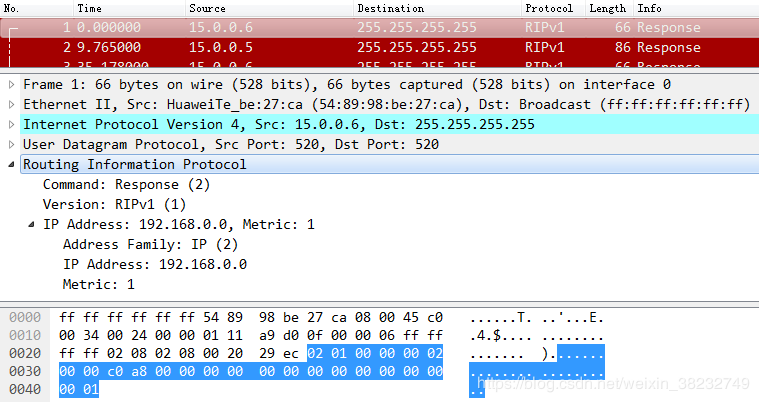 No. Time Source Destination Protocol Length Info
1 0.000000 15.0.0.6 255.255.255.255 RIPv1 66 Response
2 9.765000 15.0.0.5 255.255.255.255 RIPv1 86 Response
3 35.178000 15.0.0.6 255.255.255.255 RIPv1 66 Response
Frame 1: 66 bytes on wire (528 bits), 66 bytes captured (528 bits) on interface 0
Ethernet II, Src: HuaweiTe_be:27:ca (54:89:98:be:27:ca), Dst: Broadcast (ff:ff:ff:ff:ff:ff)
Internet Protocol Version 4, Src: 15.0.0.6, Dst: 255.255.255.255
User Datagram Protocol, Src Port: 520, Dst Port: 520
Routing Information Protocol
Command: Response (2)
Version: RIPv1 (1)
IP Address: 192.168.0.0, Metric: 1
Address Family: IP (2)
IP Address: 192.168.0.0
Metric: 1
0000 ff ff ff ff ff ff 54 89 98 be 27 ca 08 00 45 c0 ......T. ..'...E.
0010 00 34 00 24 00 00 01 11 a9 d0 0f 00 00 06 ff ff .4.$.... ........
0020 ff ff 02 08 02 08 00 20 29 ec 02 01 00 00 00 02 ....... ).......
0030 00 00 c0 a8 00 00 00 00 00 00 00 00 00 00 00 00 ........ ........
0040 00 01 ..
https://blog.csdn.net/weixin_38232749